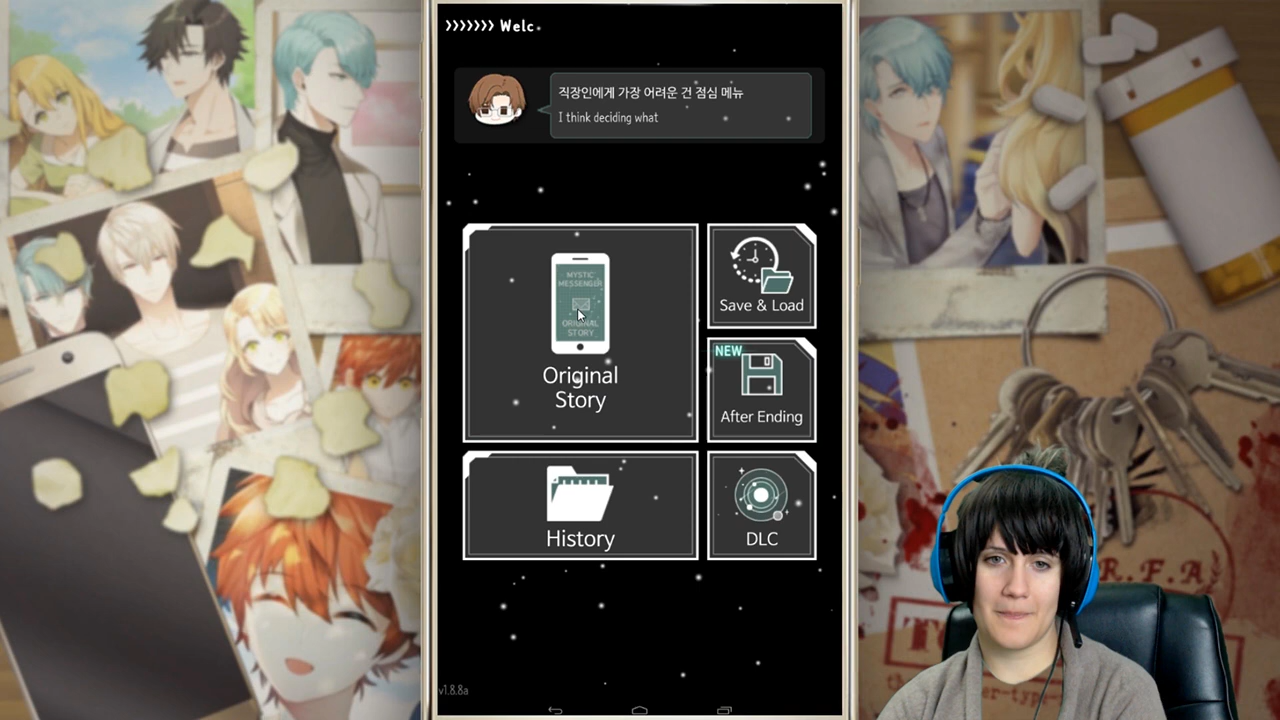 >>>>>>> Welc
직장인에게 가장 어려운 건 점심 메뉴
I think deciding what
MYSTIC
MESSENGER
ORIGINAL
STORY
Original
Story
Save & Load
NEW
After Ending
History
DLC
R.F.A
v1.8.8a